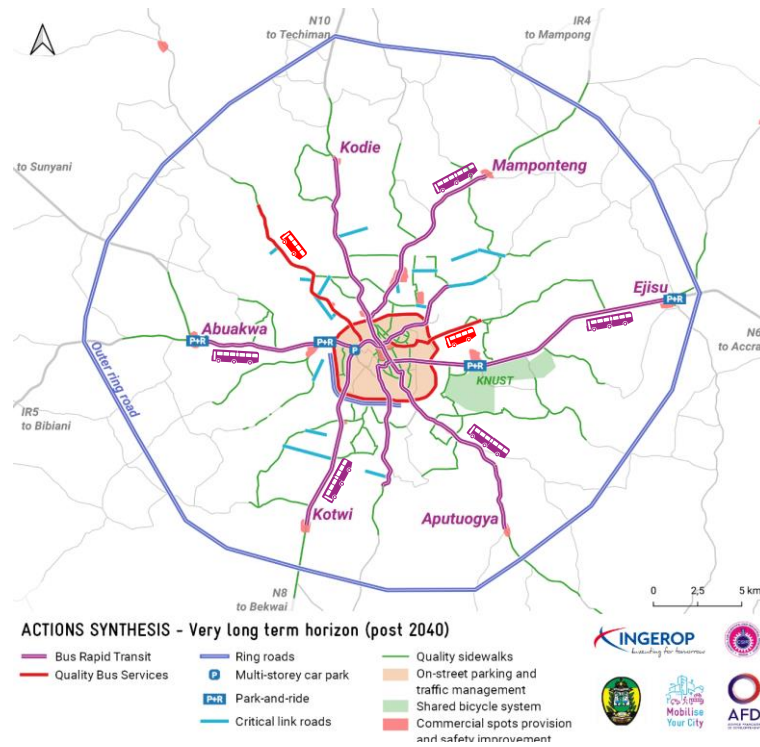 N10
to Techiman
IR4
to Mampong
to Sunyani
Kodie
Mamponteng
Ejisu
P+R
Abuakwa
P+R
P+R
P
P+R
KNUST
N6
to Accra
Outer ring road
IR5
to Bibiani
Kotwi
Aputuogya
N8
to Bekwai
0 2,5 5 km
ACTIONS SYNTHESIS - Very long term horizon (post 2040)
Bus Rapid Transit
Quality Bus Services
Ring roads
P Multi-storey car park
P+R Park-and-ride
Critical link roads
Quality sidewalks
On-street parking and
traffic management
Shared bicycle system
Commercial spots provision
and safety improvement
INGEROP
Inventing for tomorrow
Mobilise
Your City
AFD